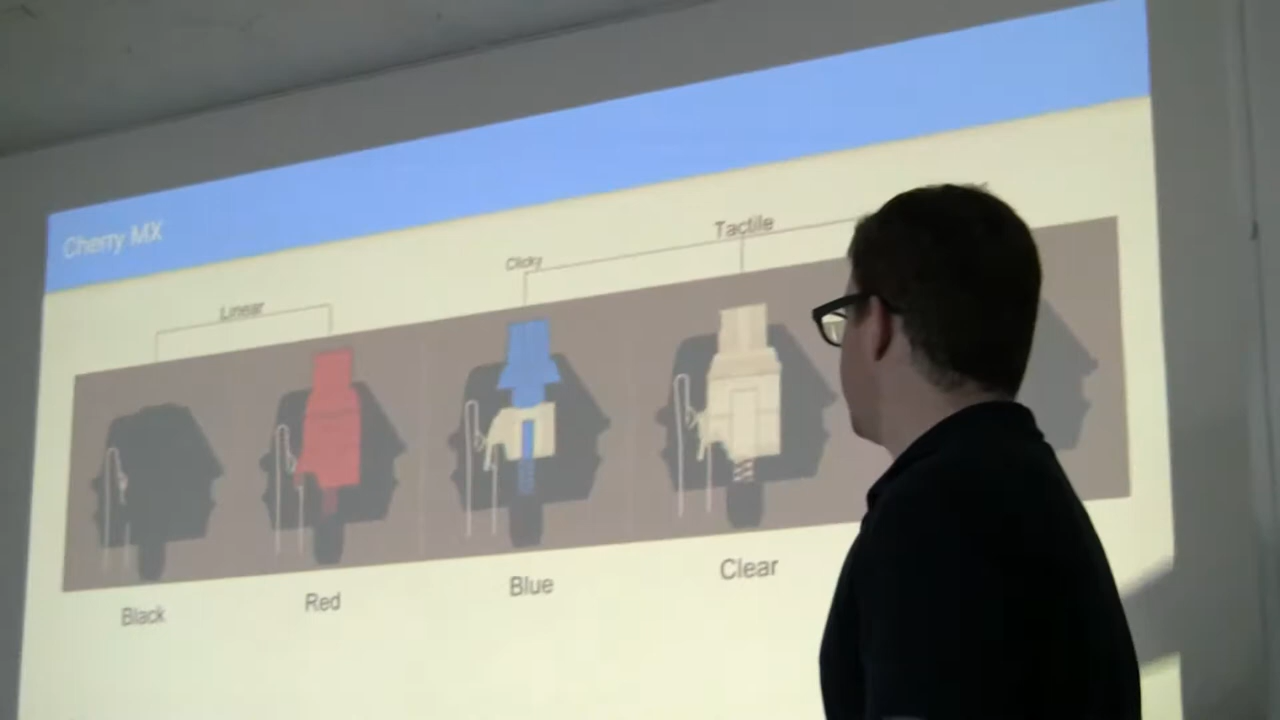 Cherry MX
Tactile
Clicky
Linear
Black
Red
Blue
Clear